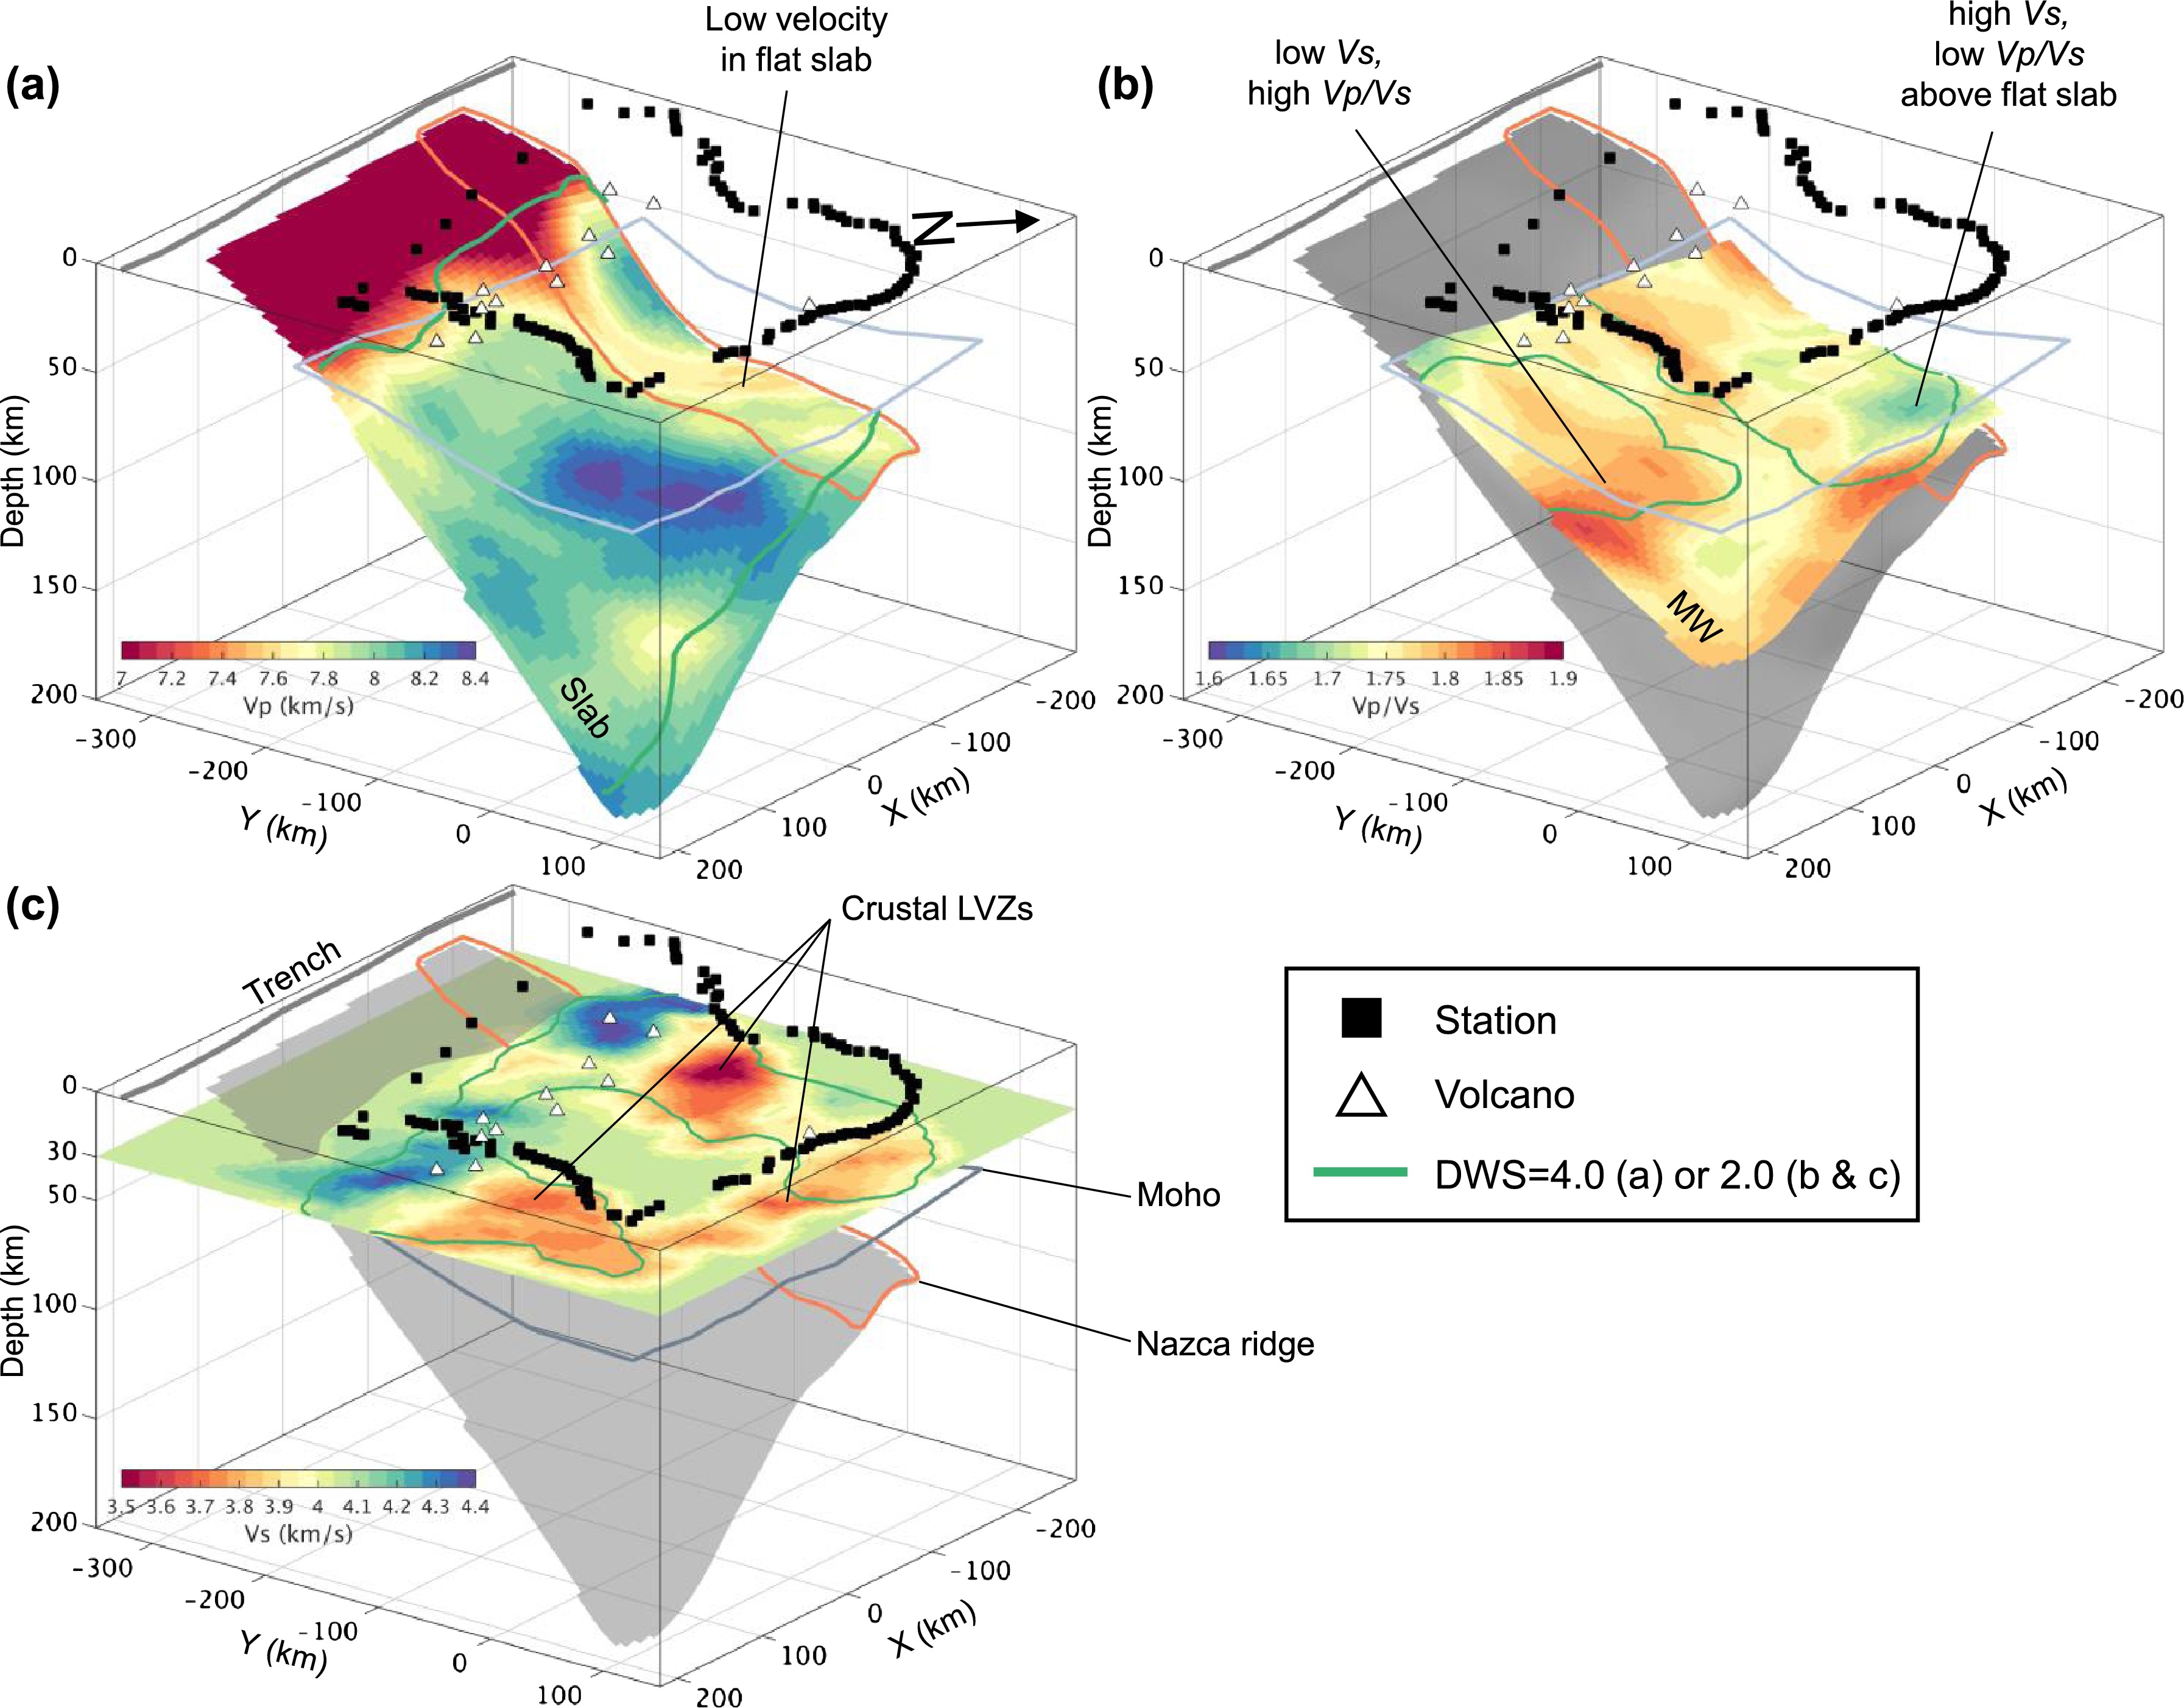 (a)
Low velocity
in flat slab
N
0
50
100
150
200
Depth (km)
-300
-200
-100
0
100
Y (km)
200
100
0
-100
-200
X (km)
Slab
7 7.2 7.4 7.6 7.8 8 8.2 8.4
Vp (km/s)
(b)
low Vs,
high Vp/Vs
high Vs,
low Vp/Vs
above flat slab
0
50
100
150
200
Depth (km)
-300
-200
-100
0
100
Y (km)
200
100
0
-100
-200
X (km)
MW
1.6 1.65 1.7 1.75 1.8 1.85 1.9
Vp/Vs
(c)
Trench
Crustal LVZs
0
30
50
100
150
200
Depth (km)
-300
-200
-100
0
100
Y (km)
200
100
0
-100
-200
X (km)
3.5 3.6 3.7 3.8 3.9 4 4.1 4.2 4.3 4.4
Vs (km/s)
Moho
Nazca ridge
Station
Volcano
DWS=4.0 (a) or 2.0 (b & c)